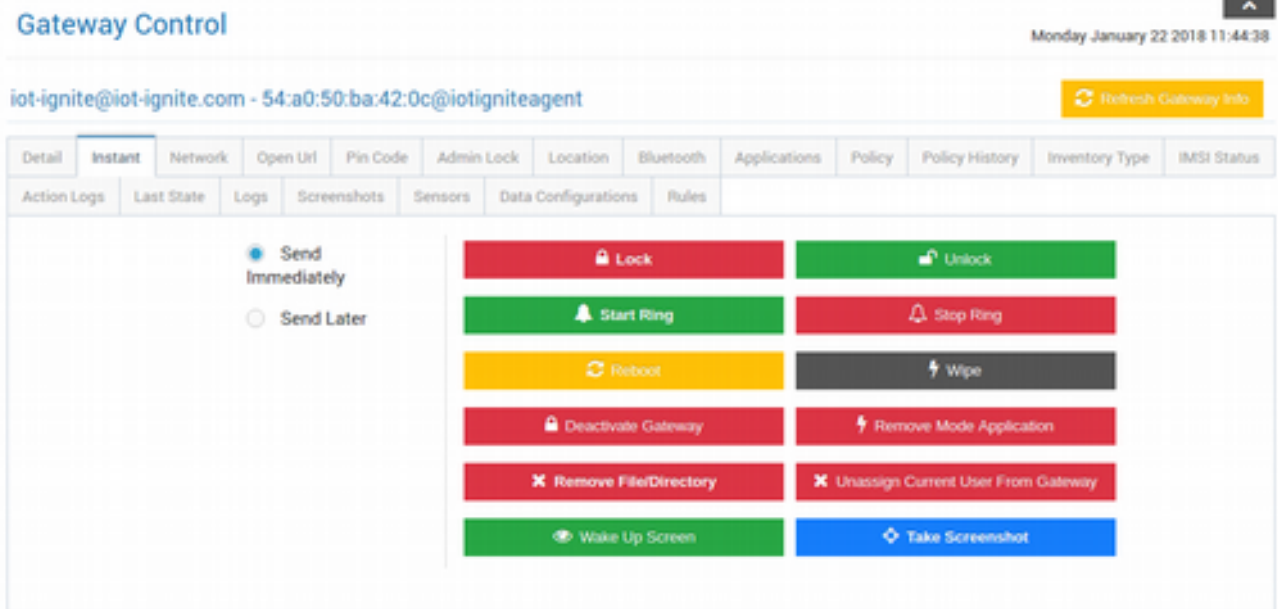 Gateway Control
Monday January 22 2018 11:44:38
iot-ignite@iot-ignite.com - 54:a0:50:ba:42:0c@iotigniteagent
Refresh Gateway Info
Detail Instant Network Open Url Pin Code Admin Lock Location Bluetooth Applications Policy Policy History Inventory Type IMSI Status
Action Logs Last State Logs Screenshots Sensors Data Configurations Rules
Send
Immediately
Send Later
Lock Unlock
Start Ring Stop Ring
Reboot Wipe
Deactivate Gateway Remove Mode Application
Remove File/Directory Unassign Current User From Gateway
Wake Up Screen Take Screenshot